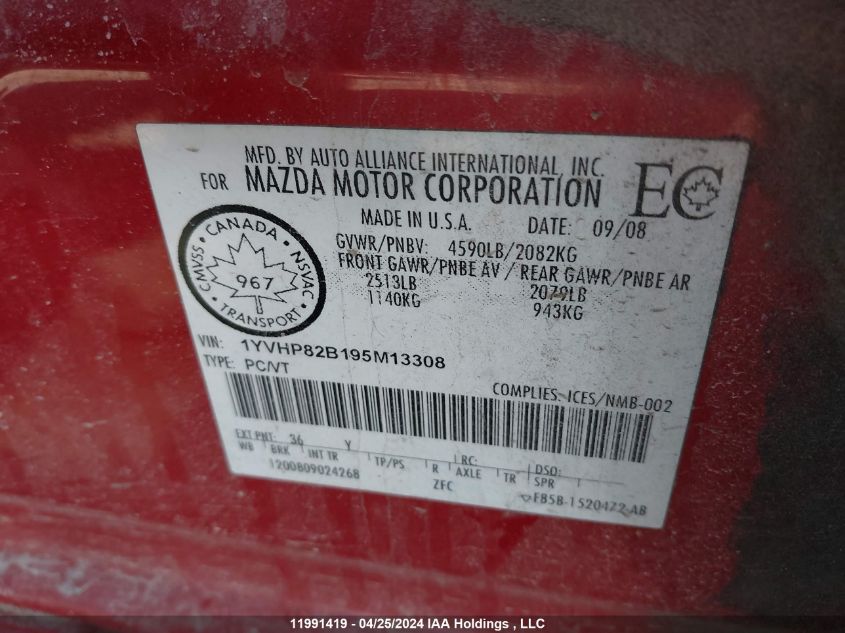 MFD. BY AUTO ALLIANCE INTERNATIONAL, INC.
FOR MAZDA MOTOR CORPORATION
EC
MADE IN U.S.A. DATE: 09/08
GVWR/PNBV: 4590LB/2082KG
FRONT GAWR/PNBE AV / REAR GAWR/PNBE AR
2513LB 2079LB
1140KG 943KG
CANADA
CMVSS 967 NSVAC
TRANSPORT
VIN: 1YVHP82B195M13308
TYPE: PC/VT
COMPLIES ICES/NMB-002
EXT PNT: 36 Y RC: DSO:
WB BRK INT TR TP/PS R AXLE TR SPR
1200809024268 ZFC F85B-1520472-AB
11991419 - 04/25/2024 IAA Holdings , LLC